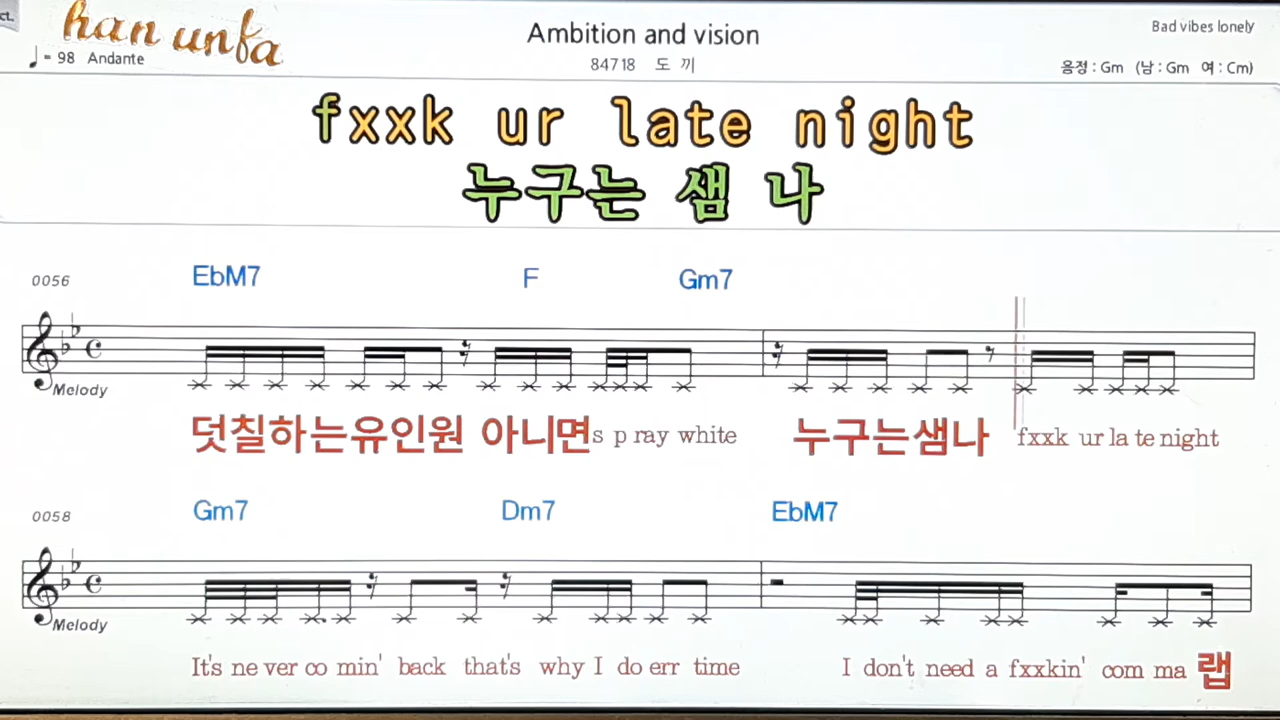 CT.
han unfa
Ambition and vision
Bad vibes lonely
♩ = 98 Andante
84718 도 끼
음정 : Gm (남 : Gm 여 : Cm)
fxxk ur late night
누구는 샘 나
0056
EbM7 F Gm7
Melody
덧칠하는유인원 아니면s p ray white 누구는샘나 fxxk ur la te night
0058
Gm7 Dm7 EbM7
Melody
It's ne ver co min' back that's why I do err time I don't need a fxxkin' com ma 랩